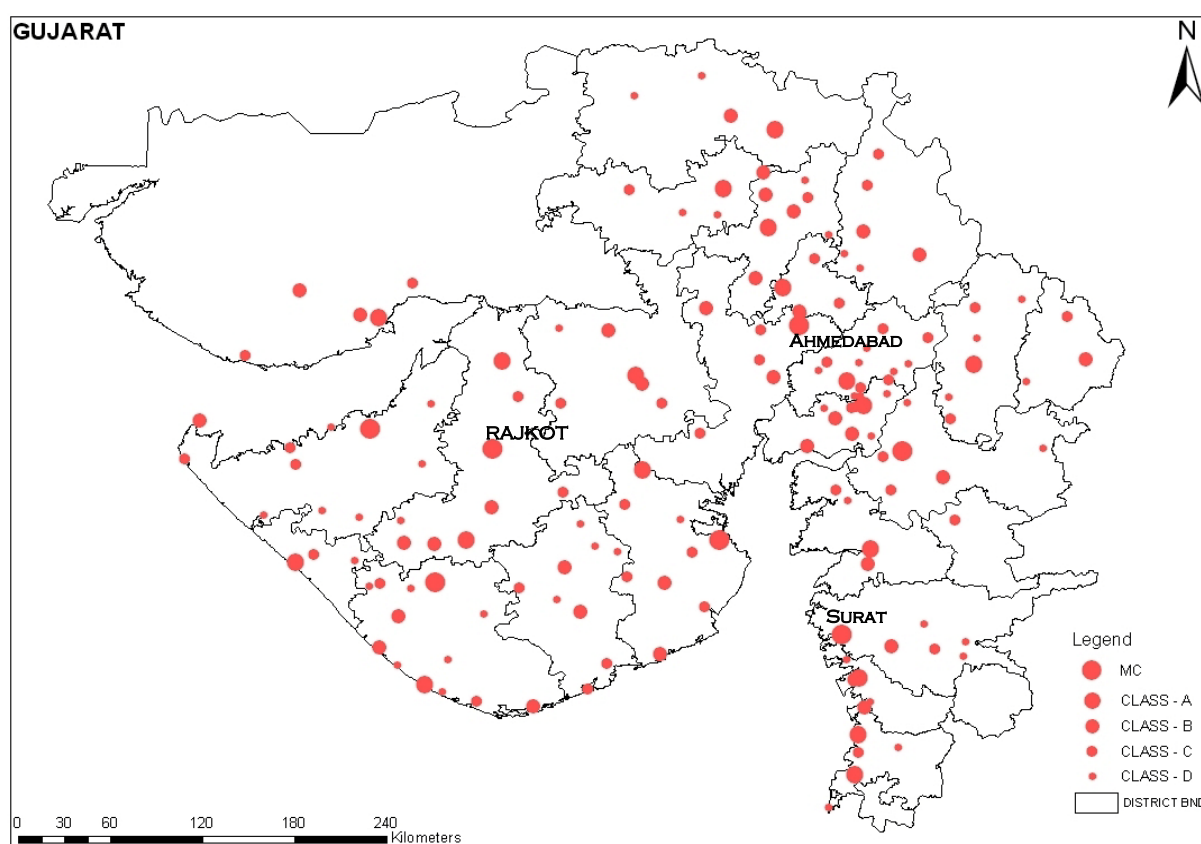 GUJARAT
N
AHMEDABAD
RAJKOT
SURAT
Legend
MC
CLASS - A
CLASS - B
CLASS - C
CLASS - D
DISTRICT BND
0 30 60 120 180 240
Kilometers